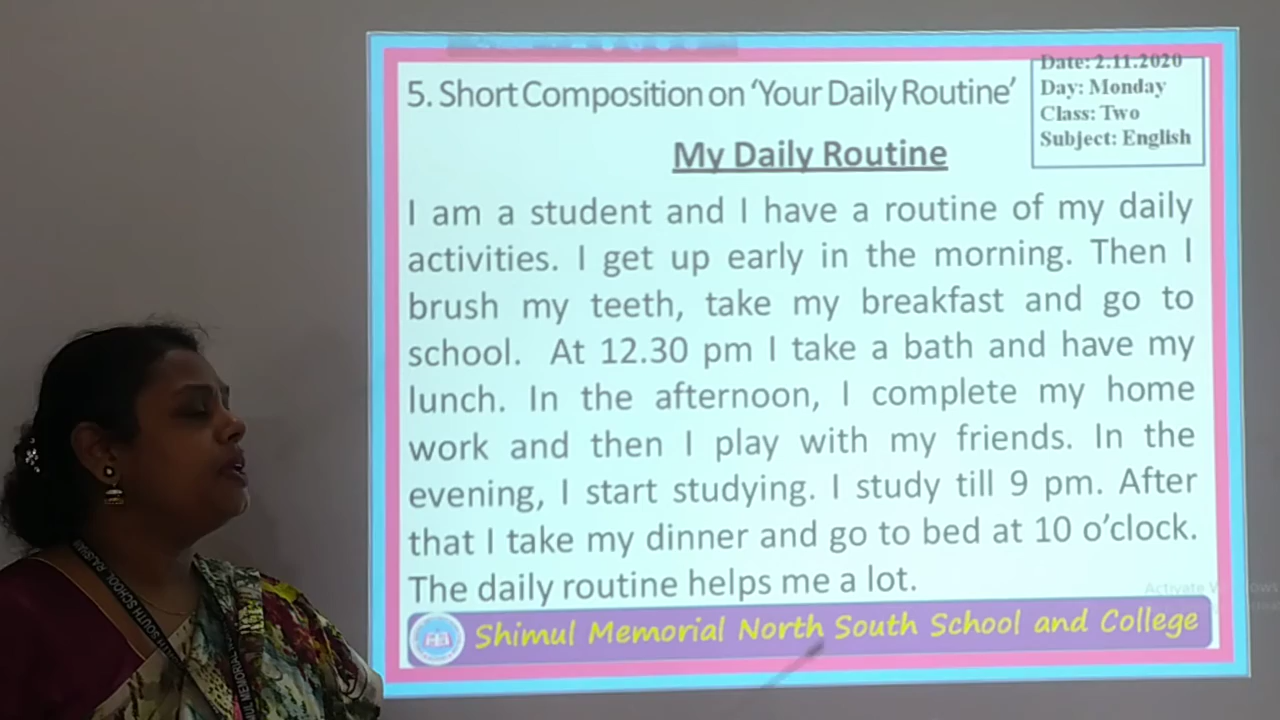 5. Short Composition on ‘Your Daily Routine’
Date: 2.11.2020
Day: Monday
Class: Two
Subject: English
My Daily Routine
I am a student and I have a routine of my daily
activities. I get up early in the morning. Then I
brush my teeth, take my breakfast and go to
school. At 12.30 pm I take a bath and have my
lunch. In the afternoon, I complete my home
work and then I play with my friends. In the
evening, I start studying. I study till 9 pm. After
that I take my dinner and go to bed at 10 o’clock.
The daily routine helps me a lot.
Shimul Memorial North South School and College
Activate
SOUTH SCHOOL RAJSHAHI
MEMORIAL